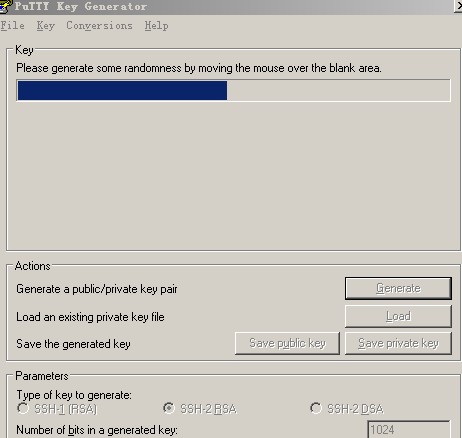 PuTTY Key Generator
File Key Conversions Help
Key
Please generate some randomness by moving the mouse over the blank area.
Actions
Generate a public/private key pair
Generate
Load an existing private key file
Load
Save the generated key
Save public key
Save private key
Parameters
Type of key to generate:
SSH-1 (RSA)
SSH-2 RSA
SSH-2 DSA
Number of bits in a generated key:
1024